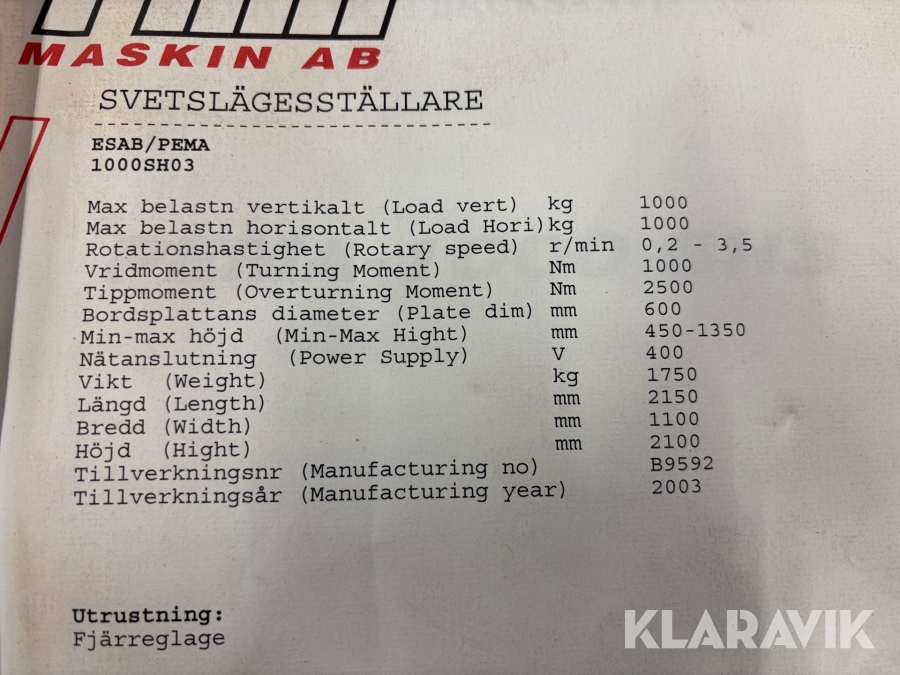 MASKIN AB
SVETSLÄGESSTÄLLARE
------------------------------
ESAB/PEMA
1000SH03
Max belastn vertikalt (Load vert) kg 1000
Max belastn horisontalt (Load Hori) kg 1000
Rotationshastighet (Rotary speed) r/min 0,2 - 3,5
Vridmoment (Turning Moment) Nm 1000
Tippmoment (Overturning Moment) Nm 2500
Bordsplattans diameter (Plate dim) mm 600
Min-max höjd (Min-Max Hight) mm 450-1350
Nätanslutning (Power Supply) V 400
Vikt (Weight) kg 1750
Längd (Length) mm 2150
Bredd (Width) mm 1100
Höjd (Hight) mm 2100
Tillverkningsnr (Manufacturing no) B9592
Tillverkningsår (Manufacturing year) 2003
Utrustning:
Fjärreglage
KLARAVIK